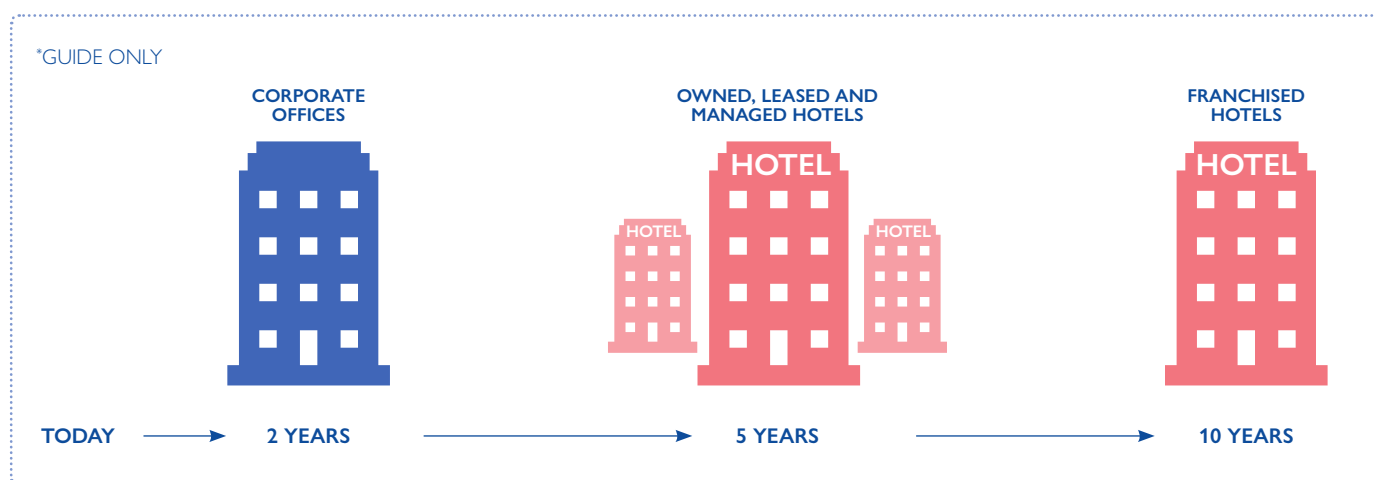 *GUIDE ONLY
CORPORATE
OFFICES
OWNED, LEASED AND
MANAGED HOTELS
FRANCHISED
HOTELS
HOTEL
HOTEL
HOTEL
HOTEL
TODAY
2 YEARS
5 YEARS
10 YEARS